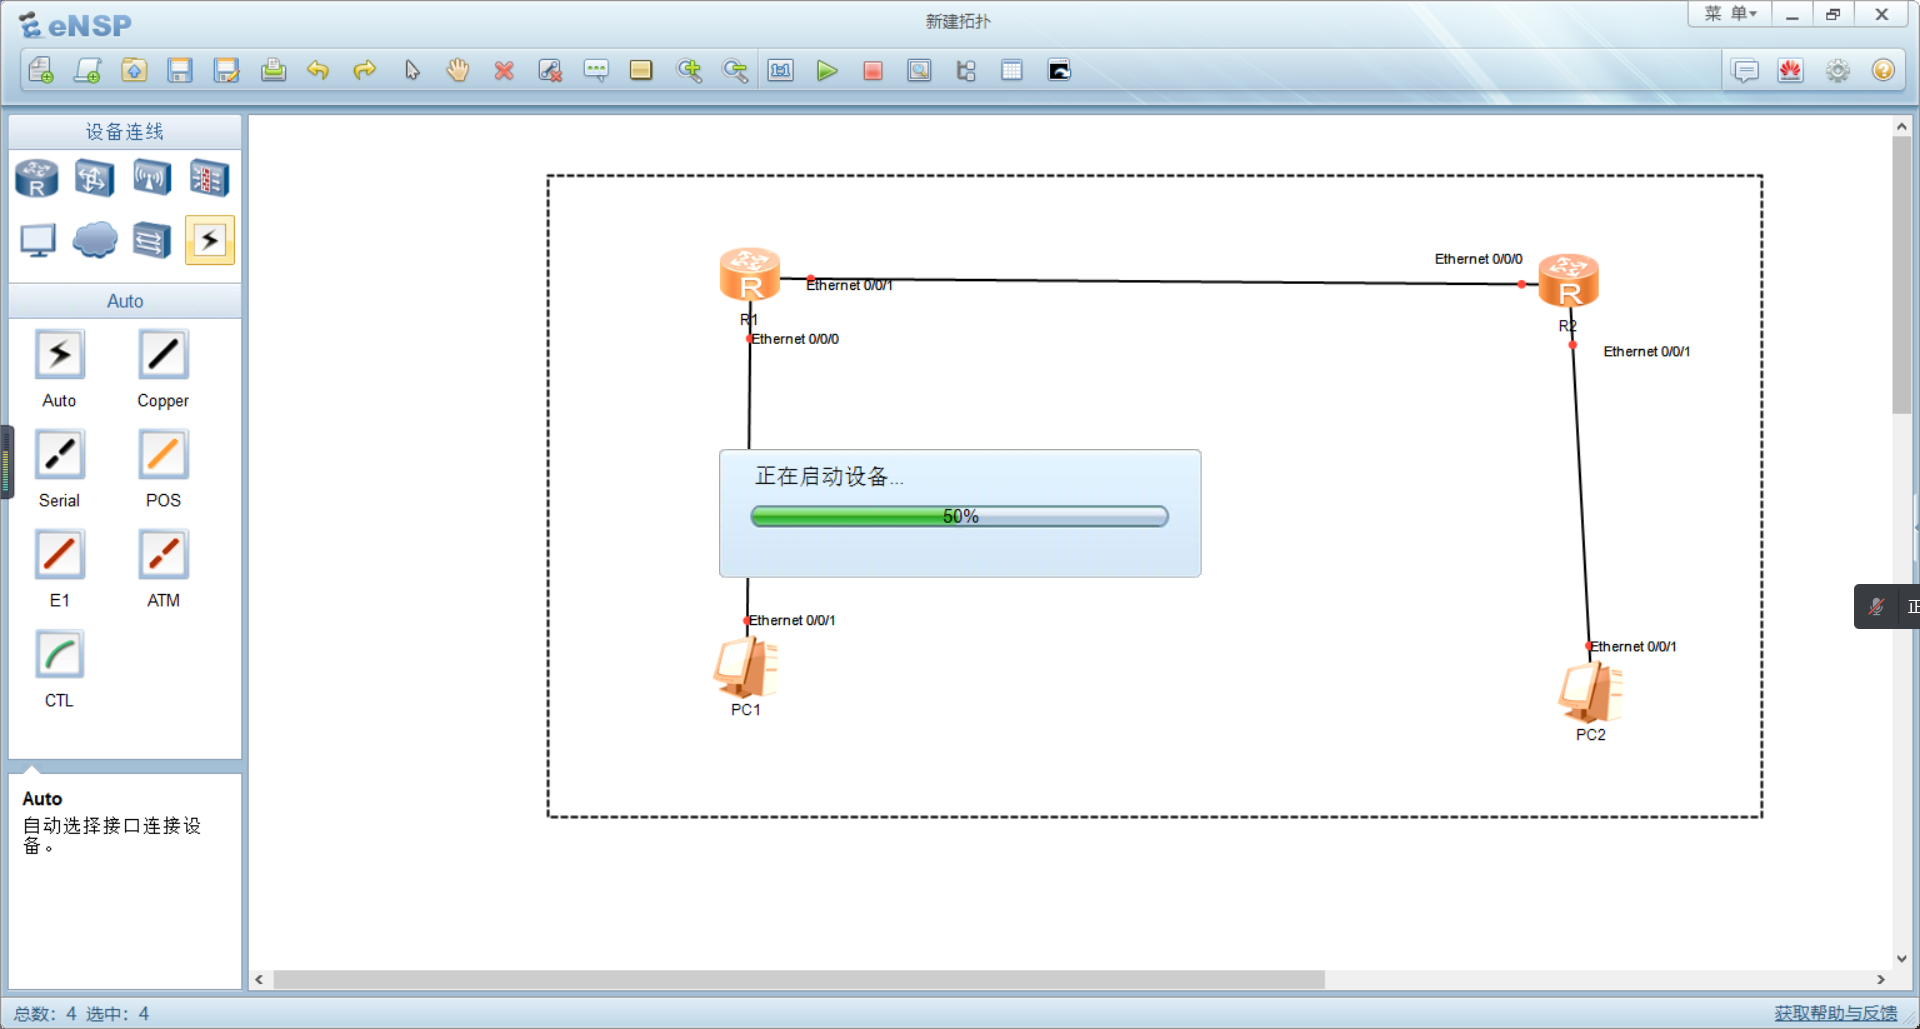 eNSP
新建拓扑
菜 单
1:1
设备连线
R
Auto
Auto
Copper
Serial
POS
E1
ATM
CTL
Auto
自动选择接口连接设
备。
R
R1
Ethernet 0/0/1
Ethernet 0/0/0
Ethernet 0/0/0
R
R2
Ethernet 0/0/1
正在启动设备...
50%
Ethernet 0/0/1
PC1
Ethernet 0/0/1
PC2
正
总数: 4 选中: 4
获取帮助与反馈